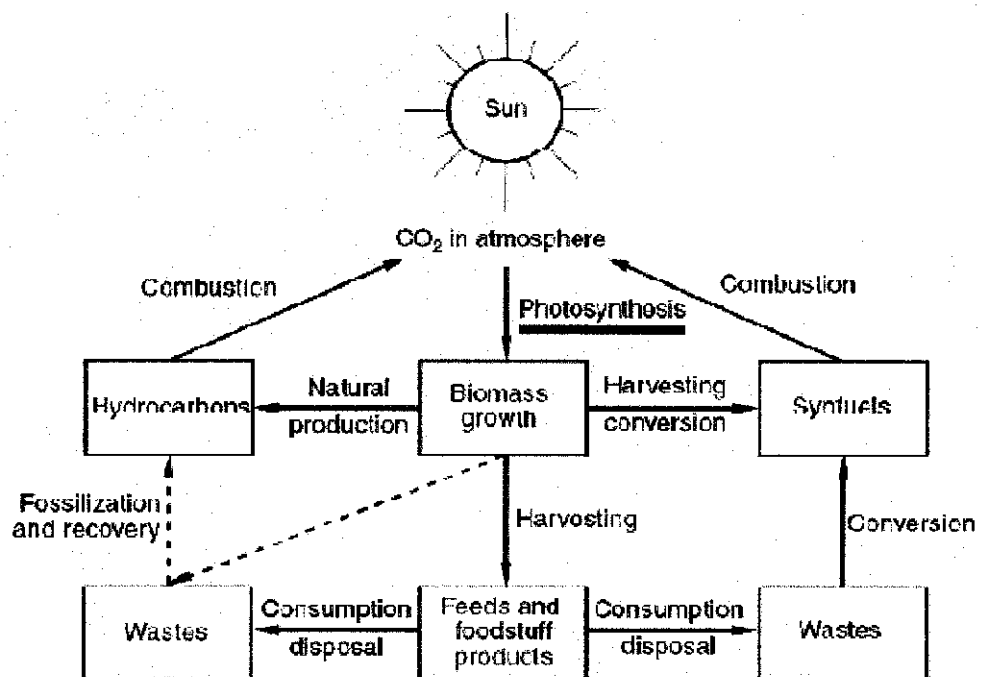 Sun
CO₂ in atmosphere
Combustion
Combustion
Photosynthesis
Hydrocarbons
Natural
production
Biomass
growth
Harvesting
conversion
Synfuels
Fossilization
and recovery
Harvesting
Conversion
Wastes
Consumption
disposal
Feeds and
foodstuff
products
Consumption
disposal
Wastes